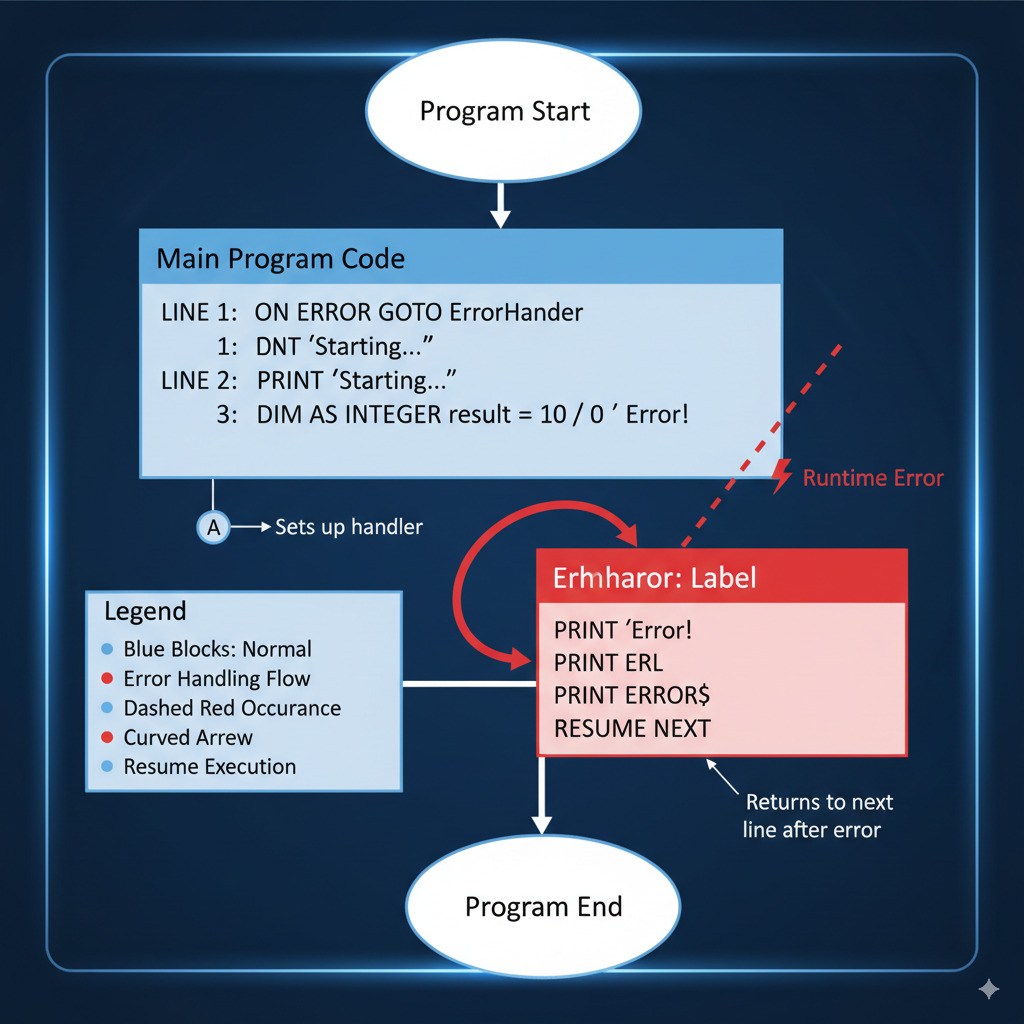 Program Start
Main Program Code
LINE 1: ON ERROR GOTO ErrorHander
1: DNT ‘Starting...”
LINE 2: PRINT ‘Starting...”
3: DIM AS INTEGER result = 10 / 0 ‘ Error!
Runtime Error
A
Sets up handler
Erhmharor: Label
PRINT ‘Error!
PRINT ERL
PRINT ERROR$
RESUME NEXT
Legend
Blue Blocks: Normal
Error Handling Flow
Dashed Red Occurance
Curved Arrew
Resume Execution
Returns to next
line after error
Program End